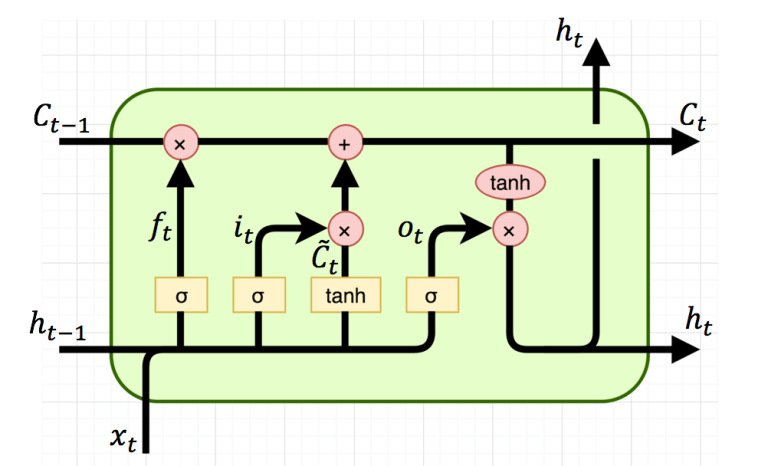 h_t
C_{t-1}
C_t
×
+
tanh
f_t
i_t
×
o_t
×
C̃_t
σ
σ
tanh
σ
h_{t-1}
h_t
x_t